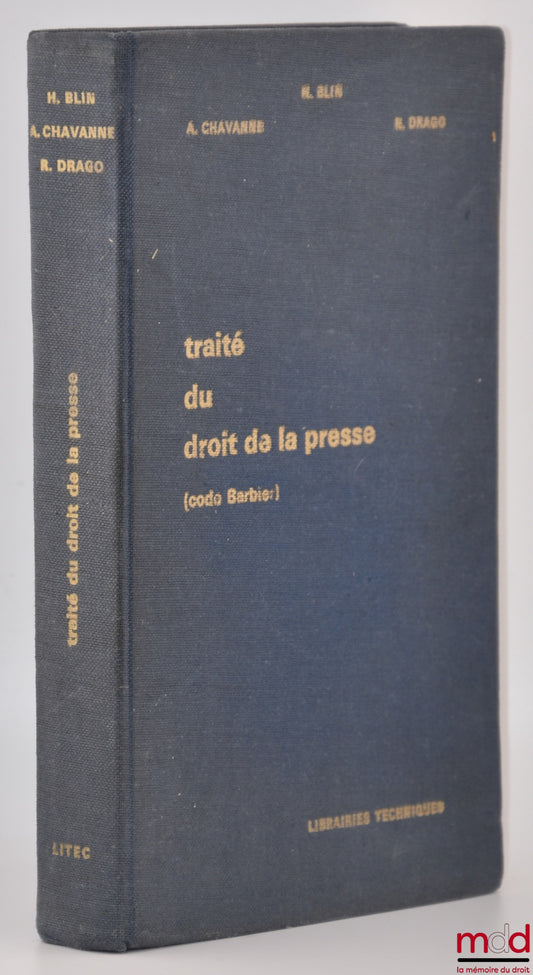 H. BLIN
A. CHAVANNE
R. DRAGO
traité du droit de la presse
LITEC
H. BLIN
A. CHAVANNE
R. DRAGO
traité
du
droit de la presse
(code Barbier)
LIBRAIRIES TECHNIQUES
mdd
la mémoire du droit